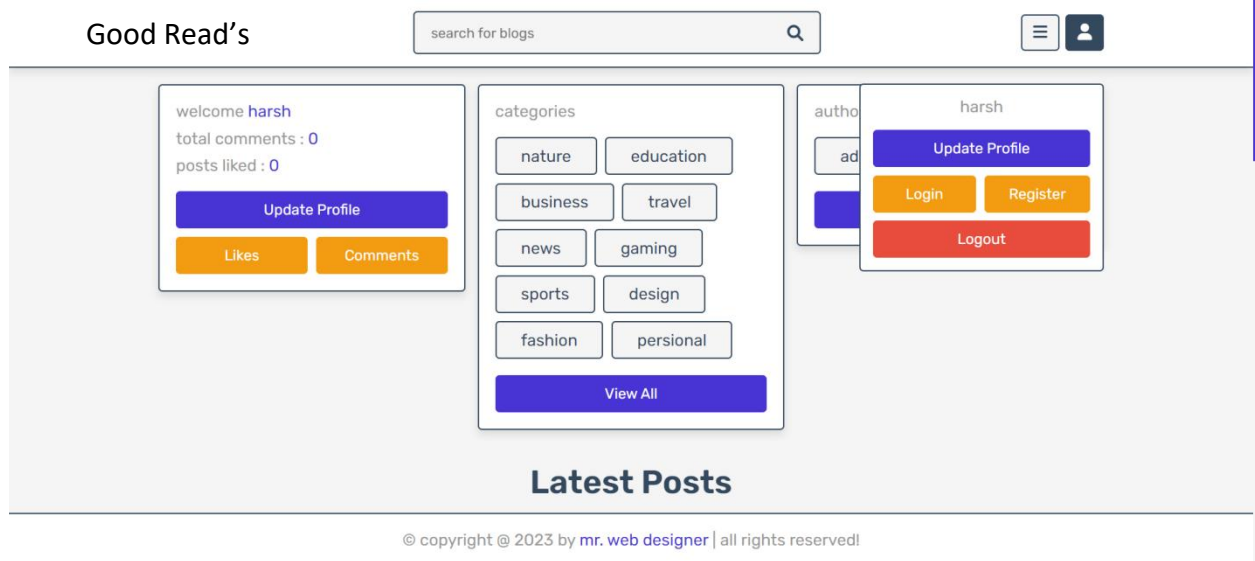 Good Read's
search for blogs
welcome harsh
total comments : 0
posts liked : 0
Update Profile
Likes Comments
categories
nature education
business travel
news gaming
sports design
fashion persional
View All
autho
ad
harsh
Update Profile
Login Register
Logout
Latest Posts
© copyright @ 2023 by mr. web designer | all rights reserved!